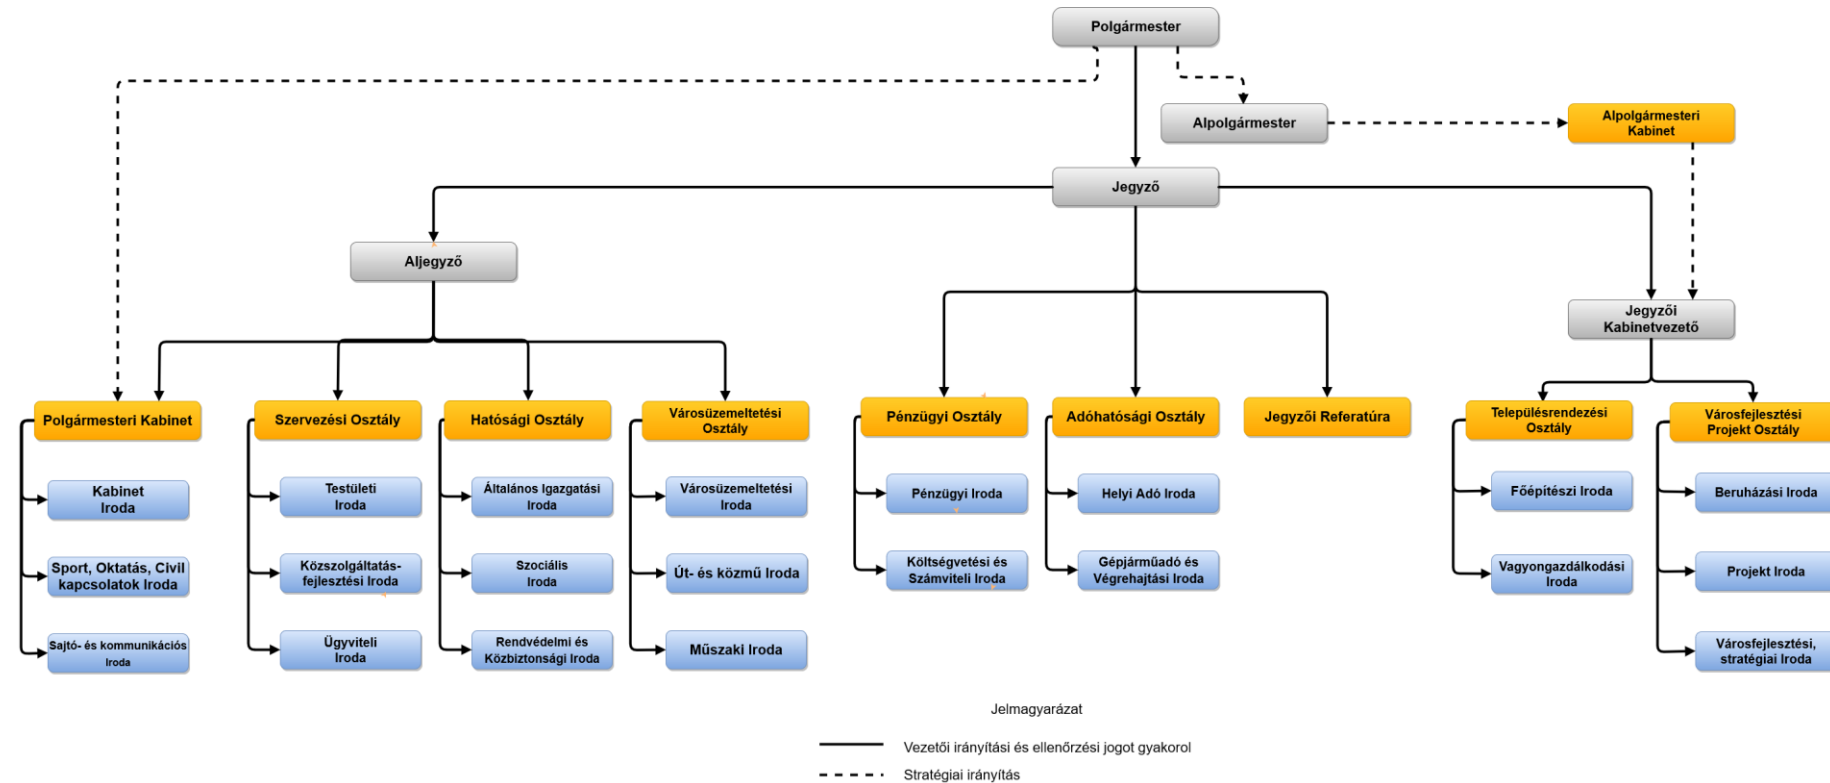 Polgármester
Alpolgármester
Alpolgármesteri
Kabinet
Jegyző
Aljegyző
Jegyzői
Kabinetvezető
Polgármesteri Kabinet
Szervezési Osztály
Hatósági Osztály
Városüzemeltetési
Osztály
Pénzügyi Osztály
Adóhatósági Osztály
Jegyzői Referatúra
Településrendezési
Osztály
Városfejlesztési
Projekt Osztály
Kabinet
Iroda
Sport, Oktatás, Civil
kapcsolatok Iroda
Sajtó- és kommunikációs
Iroda
Testületi
Iroda
Közszolgáltatás-
fejlesztési Iroda
Ügyviteli
Iroda
Általános Igazgatási
Iroda
Szociális
Iroda
Rendvédelmi és
Közbiztonsági Iroda
Városüzemeltetési
Iroda
Út- és közmű Iroda
Műszaki Iroda
Pénzügyi Iroda
Költségvetési és
Számviteli Iroda
Helyi Adó Iroda
Gépjárműadó és
Végrehajtási Iroda
Főépítészi Iroda
Vagyongazdálkodási
Iroda
Beruházási Iroda
Projekt Iroda
Városfejlesztési,
stratégiai Iroda
Jelmagyarázat
Vezetői irányítási és ellenőrzési jogot gyakorol
Stratégiai irányítás